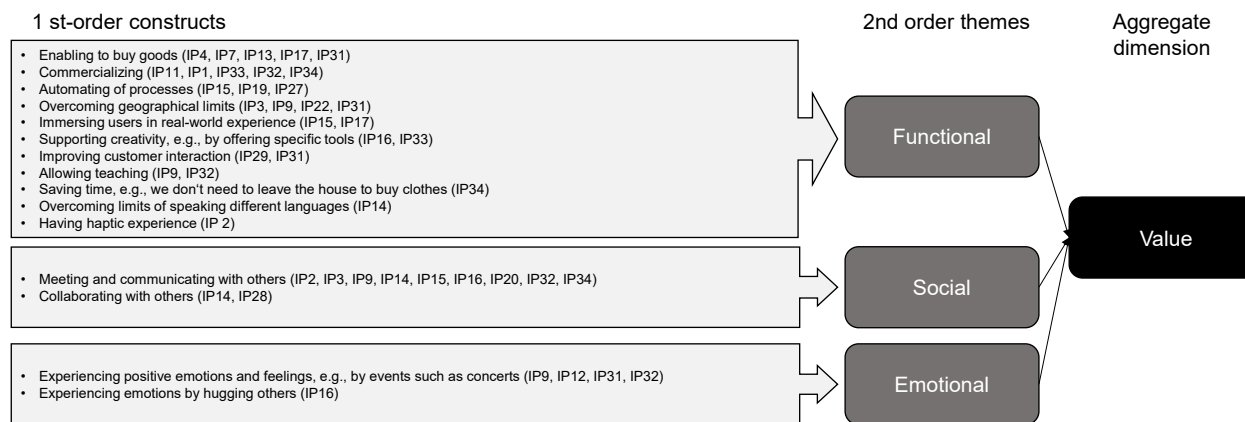 1 st-order constructs
2nd order themes
Aggregate
dimension
• Enabling to buy goods (IP4, IP7, IP13, IP17, IP31)
• Commercializing (IP11, IP1, IP33, IP32, IP34)
• Automating of processes (IP15, IP19, IP27)
• Overcoming geographical limits (IP3, IP9, IP22, IP31)
• Immersing users in real-world experience (IP15, IP17)
• Supporting creativity, e.g., by offering specific tools (IP16, IP33)
• Improving customer interaction (IP29, IP31)
• Allowing teaching (IP9, IP32)
• Saving time, e.g., we don‘t need to leave the house to buy clothes (IP34)
• Overcoming limits of speaking different languages (IP14)
• Having haptic experience (IP 2)
Functional
Value
• Meeting and communicating with others (IP2, IP3, IP9, IP14, IP15, IP16, IP20, IP32, IP34)
• Collaborating with others (IP14, IP28)
Social
• Experiencing positive emotions and feelings, e.g., by events such as concerts (IP9, IP12, IP31, IP32)
• Experiencing emotions by hugging others (IP16)
Emotional